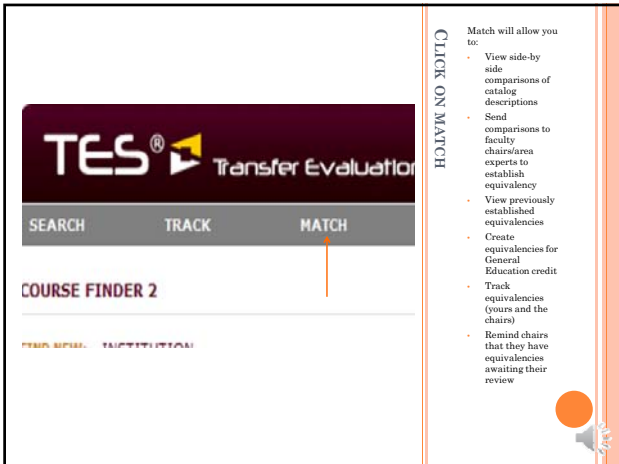 TES® Transfer Evaluation
SEARCH TRACK MATCH
COURSE FINDER 2
FIND NEW: INSTITUTION
CLICK ON MATCH
Match will allow you
to:
• View side-by
side
comparisons of
catalog
descriptions
• Send
comparisons to
faculty
chairs/area
experts to
establish
equivalency
• View previously
established
equivalencies
• Create
equivalencies for
General
Education credit
• Track
equivalencies
(yours and the
chairs)
• Remind chairs
that they have
equivalencies
awaiting their
review